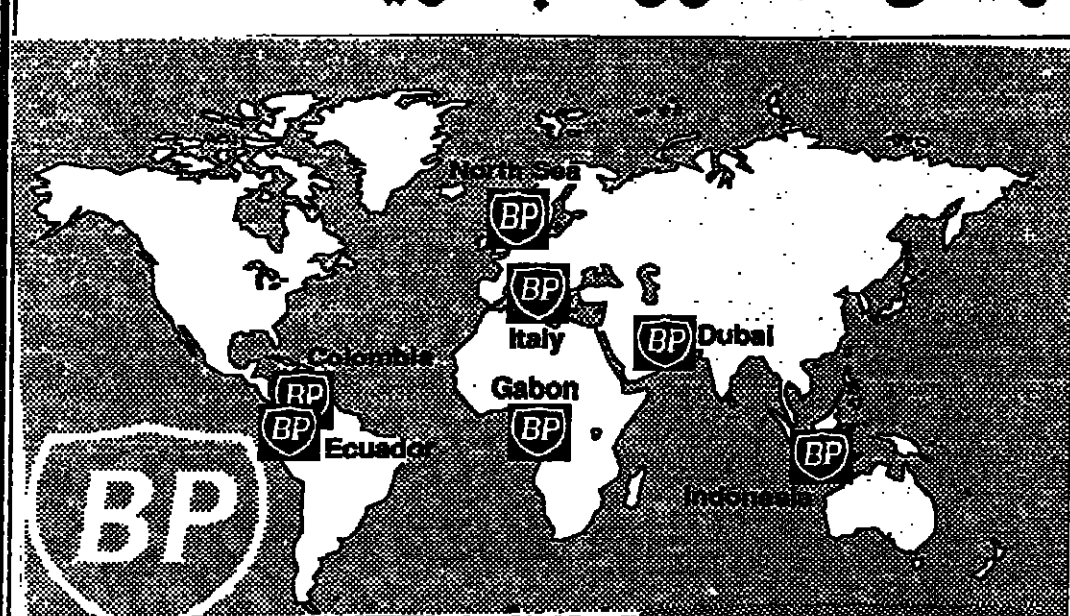 North Sea
BP
BP
Italy
BP Dubai
Colombia
BP
Gabon
BP
Ecuador
BP
BP
Indonesia
BP